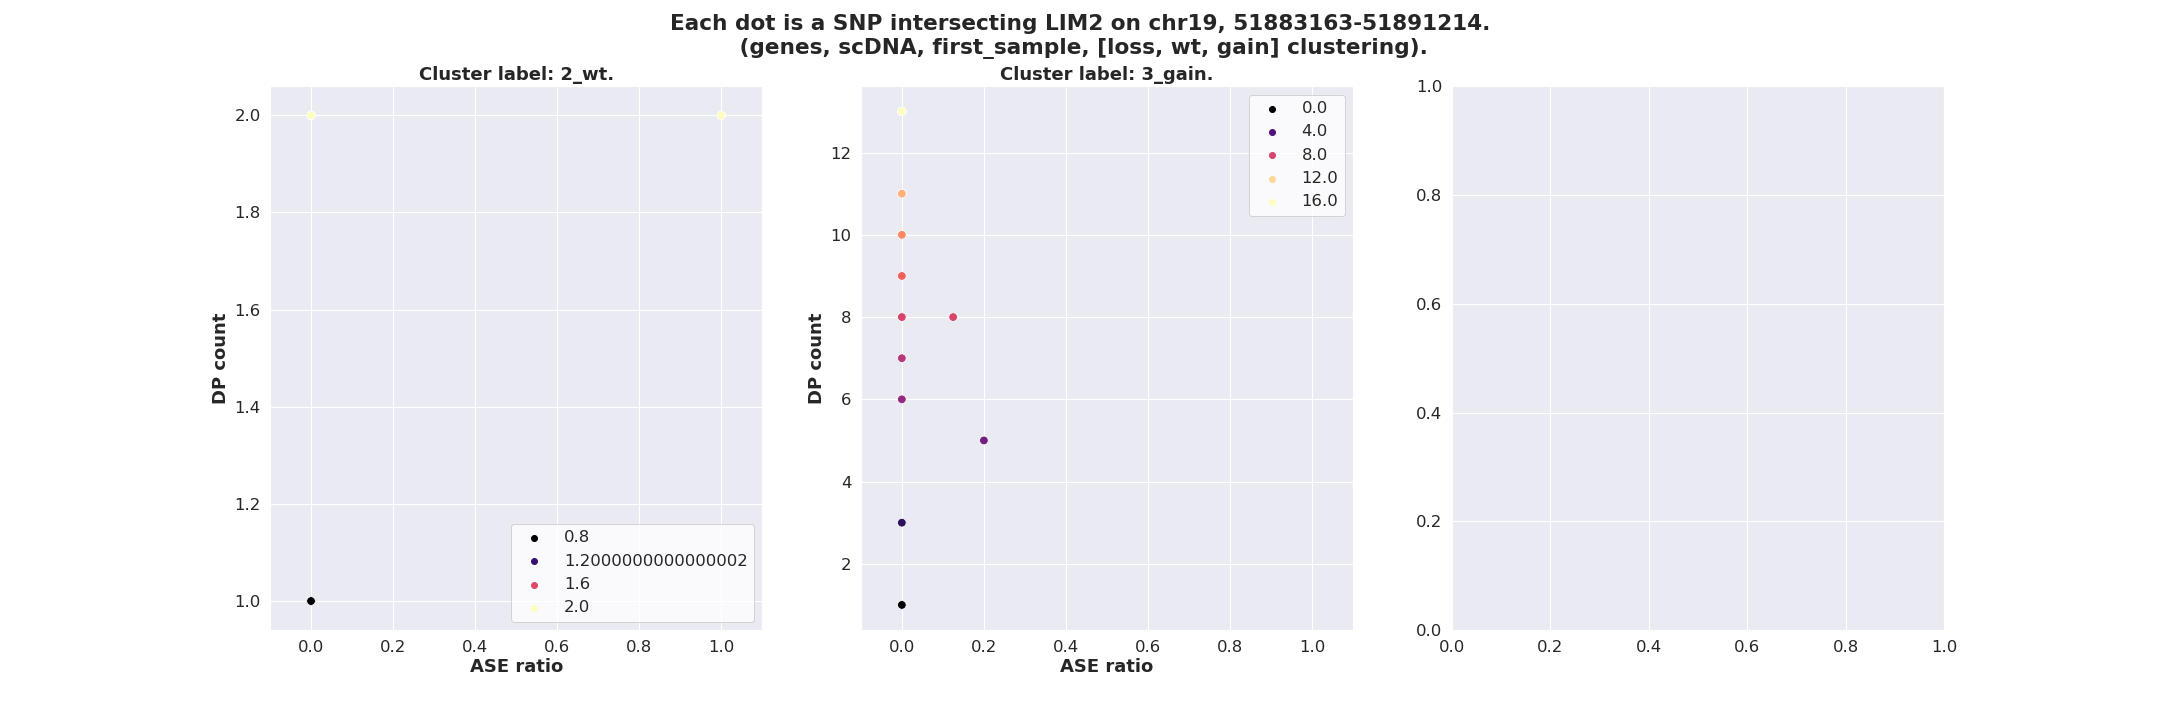 Each dot is a SNP intersecting LIM2 on chr19, 51883163-51891214.
(genes, scDNA, first_sample, [loss, wt, gain] clustering).
Cluster label: 2_wt.
2.0
1.8
1.6
1.4
1.2
1.0
DP count
0.8
1.2000000000000002
1.6
2.0
0.0 0.2 0.4 0.6 0.8 1.0
ASE ratio
Cluster label: 3_gain.
12
10
8
6
4
2
DP count
0.0
4.0
8.0
12.0
16.0
0.0 0.2 0.4 0.6 0.8 1.0
ASE ratio
1.0
0.8
0.6
0.4
0.2
0.0
0.0 0.2 0.4 0.6 0.8 1.0